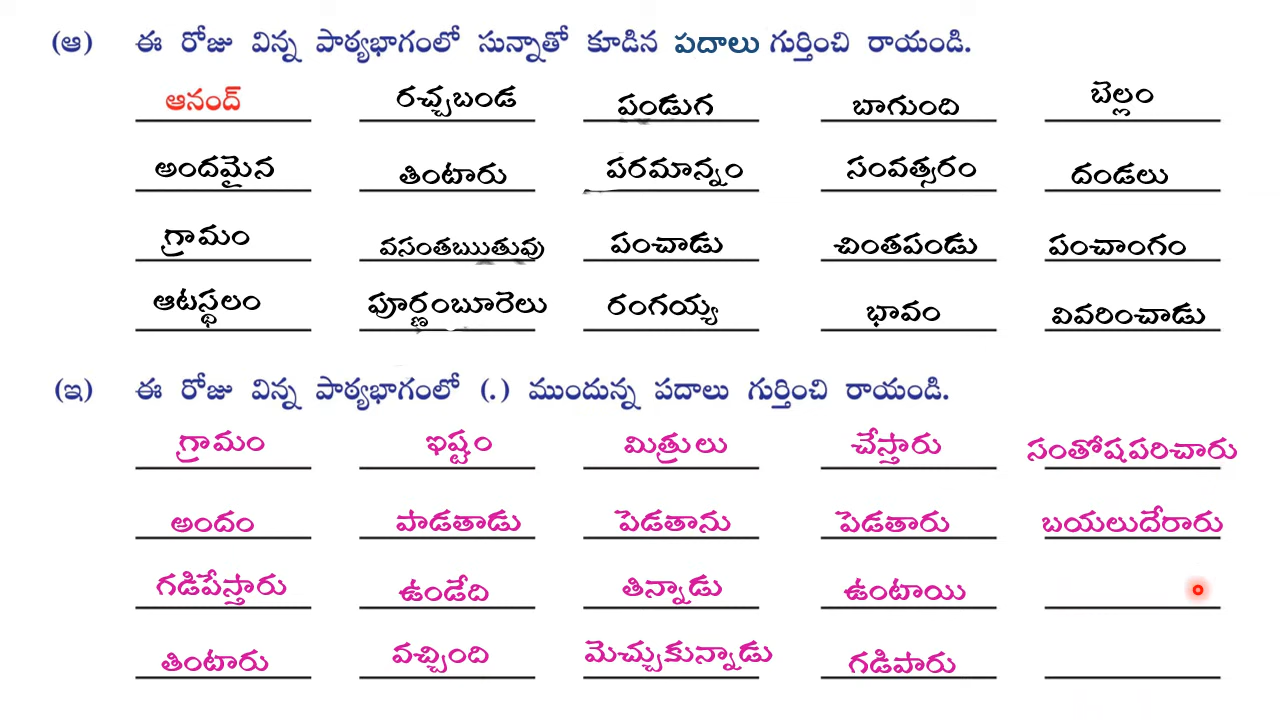 (ఆ) ఈ రోజు విన్న పాఠ్యభాగంలో సున్నాతో కూడిన పదాలు గుర్తించి రాయండి.
ఆనంద్ రచ్చబండ పండుగ బాగుంది బెల్లం
అందమైన తింటారు పరమాన్నం సంవత్సరం దండలు
గ్రామం వసంతఋతువు పంచాడు చింతపండు పంచాంగం
ఆటస్థలం పూర్ణంబూరెలు రంగయ్య భావం వివరించాడు
(ఇ) ఈ రోజు విన్న పాఠ్యభాగంలో (.) ముందున్న పదాలు గుర్తించి రాయండి.
గ్రామం ఇష్టం మిత్రులు చేస్తారు సంతోషపరిచారు
అందం పాడతాడు పెడతాను పెడతారు బయలుదేరారు
గడిపేస్తారు ఉండేది తిన్నాడు ఉంటాయి
తింటారు వచ్చింది మెచ్చుకున్నాడు గడిపారు